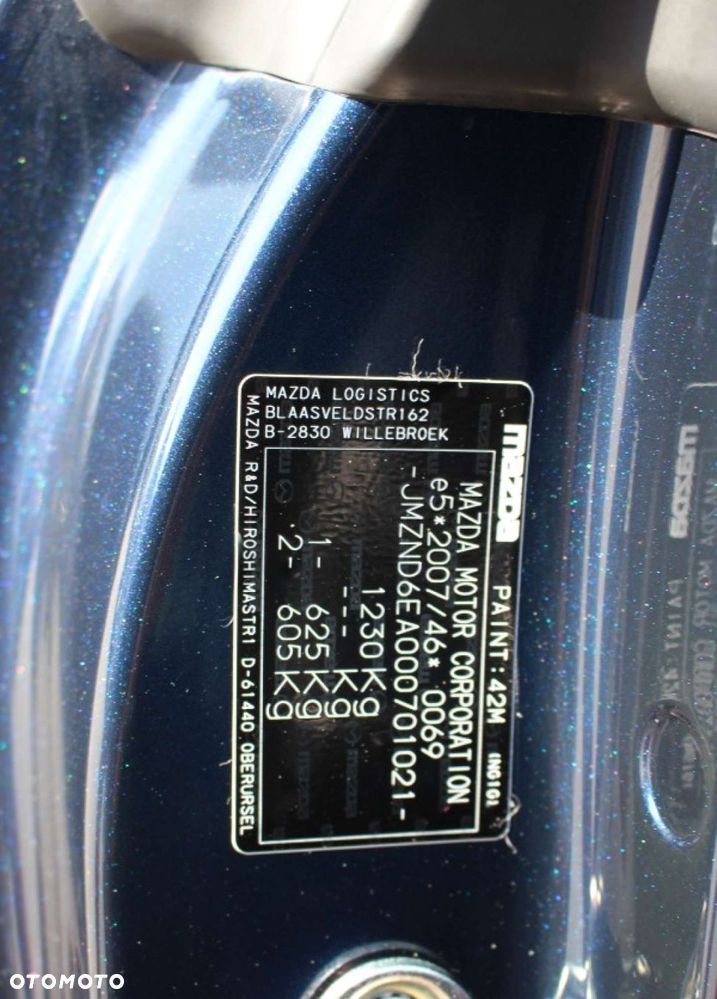 mazda PAINT:42M (NG1G)
MAZDA MOTOR CORPORATION
e5*2007/46* 0069
-JMZND6EA000701021-
1230Kg
--- Kg
1- 625Kg
2- 605Kg
MAZDA LOGISTICS
BLAASVELDSTR162
B-2830 WILLEBROEK
MAZDA R&D/HIROSHIMASTR1 D-61440 OBERURSEL
OTOMOTO